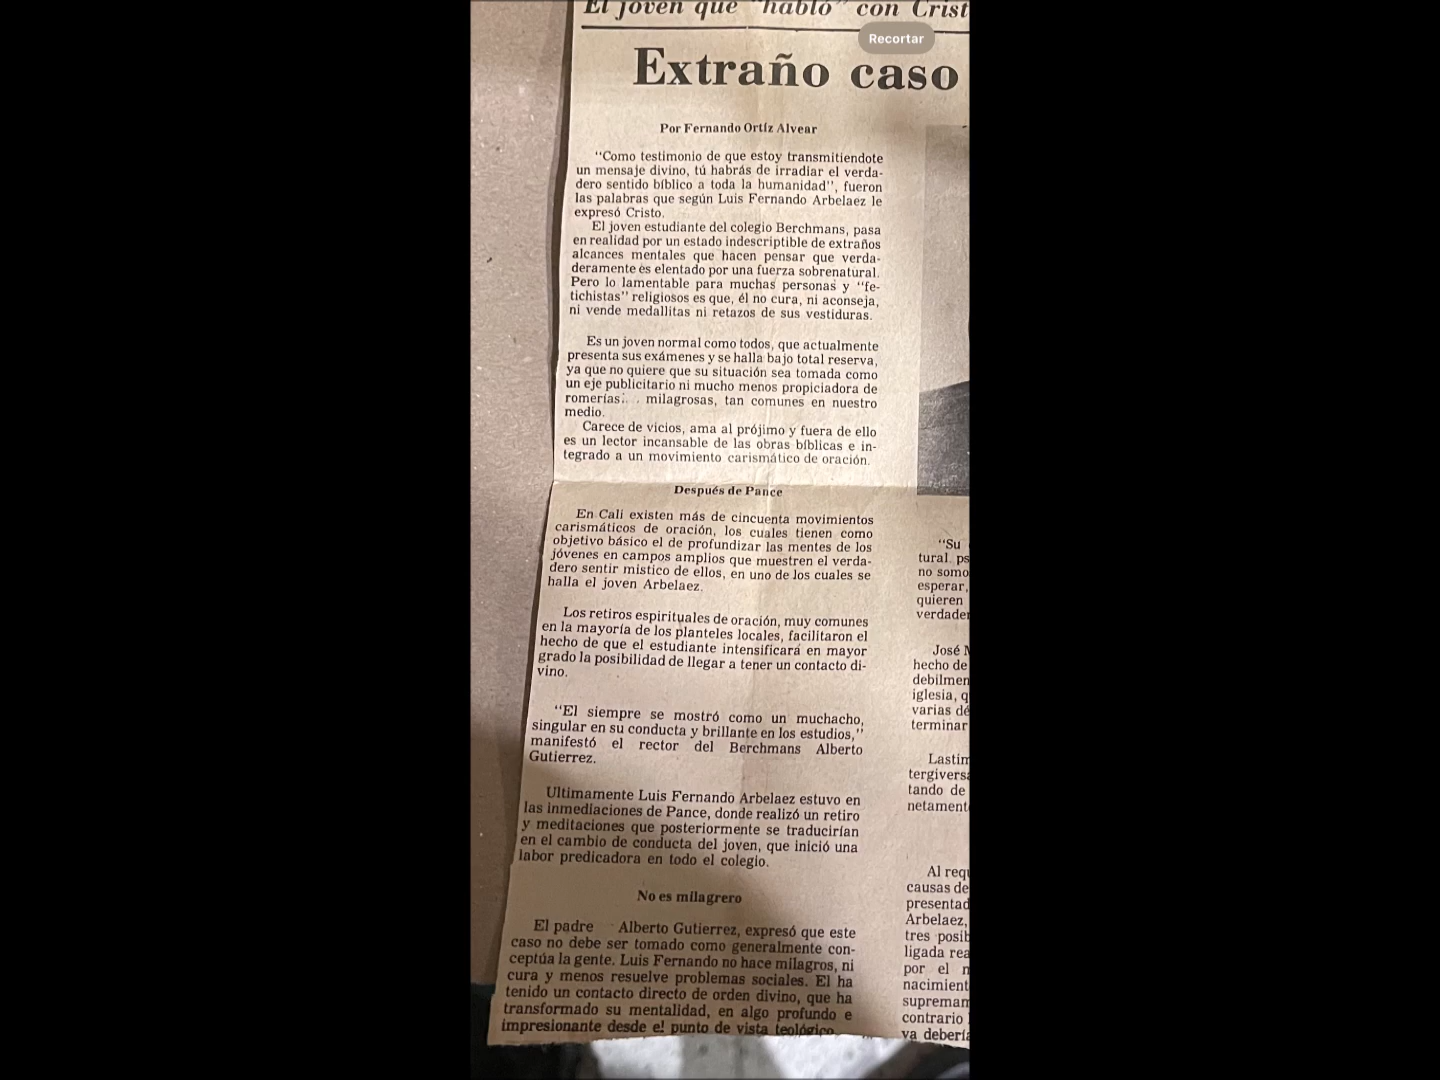 El joven que "habló" con Crist
Recortar
Extraño caso
Por Fernando Ortíz Alvear
"Como testimonio de que estoy transmitiendote
un mensaje divino, tú habrás de irradiar el verda-
dero sentido bíblico a toda la humanidad", fueron
las palabras que según Luis Fernando Arbelaez le
expresó Cristo.
El joven estudiante del colegio Berchmans, pasa
en realidad por un estado indescriptible de extraños
alcances mentales que hacen pensar que verda-
deramente es elentado por una fuerza sobrenatural.
Pero lo lamentable para muchas personas y "fe-
tichistas" religiosos es que, él no cura, ni aconseja,
ni vende medallitas ni retazos de sus vestiduras.
Es un joven normal como todos, que actualmente
presenta sus exámenes y se halla bajo total reserva,
ya que no quiere que su situación sea tomada como
un eje publicitario ni mucho menos propiciadora de
romerías... milagrosas, tan comunes en nuestro
medio.
Carece de vicios, ama al prójimo y fuera de ello
es un lector incansable de las obras bíblicas e in-
tegrado a un movimiento carismático de oración.
Después de Pance
En Cali existen más de cincuenta movimientos
carismáticos de oración, los cuales tienen como
objetivo básico el de profundizar las mentes de los
jóvenes en campos amplios que muestren el verda-
dero sentir mistico de ellos, en uno de los cuales se
halla el joven Arbelaez.
Los retiros espirituales de oración, muy comunes
en la mayoría de los planteles locales, facilitaron el
hecho de que el estudiante intensificará en mayor
grado la posibilidad de llegar a tener un contacto di-
vino.
"El siempre se mostró como un muchacho,
singular en su conducta y brillante en los estudios,"
manifestó el rector del Berchmans Alberto
Gutierrez.
Ultimamente Luis Fernando Arbelaez estuvo en
las inmediaciones de Pance, donde realizó un retiro
y meditaciones que posteriormente se traducirían
en el cambio de conducta del joven, que inició una
labor predicadora en todo el colegio.
No es milagrero
El padre Alberto Gutierrez, expresó que este
caso no debe ser tomado como generalmente con-
ceptúa la gente. Luis Fernando no hace milagros, ni
cura y menos resuelve problemas sociales. El ha
tenido un contacto directo de orden divino, que ha
transformado su mentalidad, en algo profundo e
impresionante desde el punto de vista teológico
"Su
tural. ps
no somo
esperar,
quieren
verdader
José
hecho de
debilmen
iglesia, q
varias de
terminar
Lastim
tergiversa
tando de
netament
Al requ
causas de
presentad
Arbelaez,
tres posib
ligada rea
por el n
nacimient
supremam
contrario
va debería